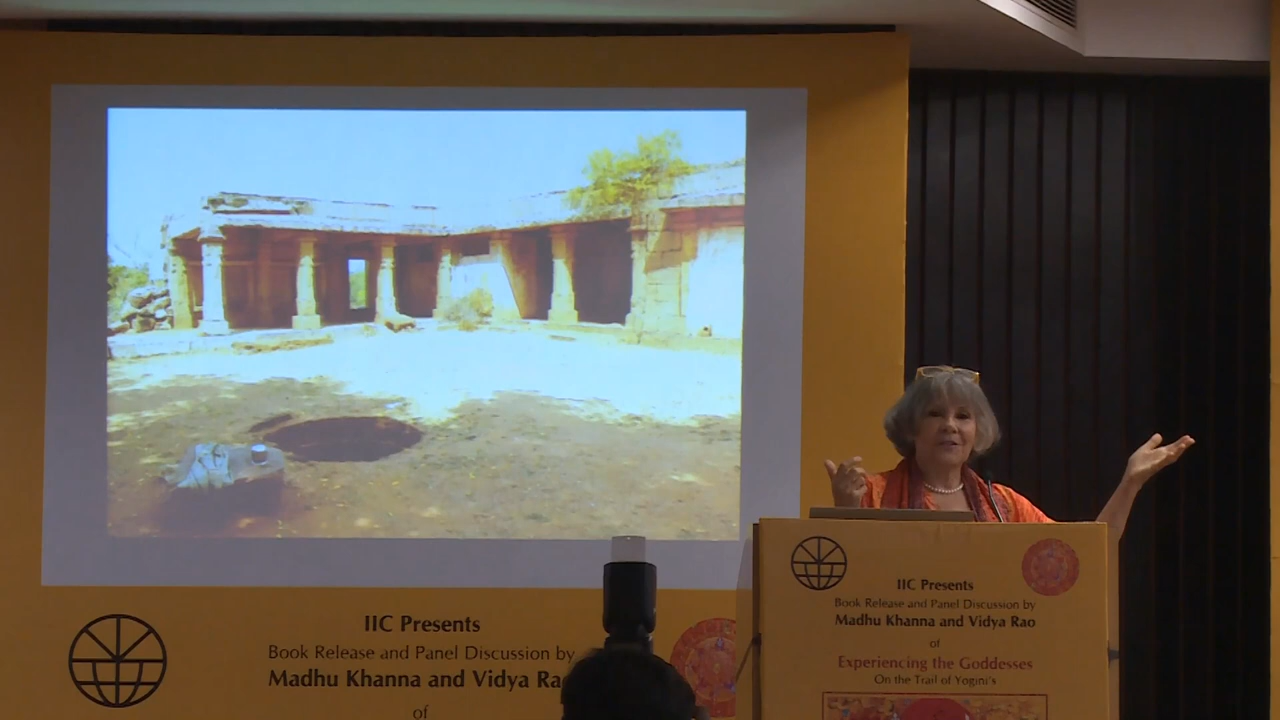 IIC Presents
Book Release and Panel Discussion by
Madhu Khanna and Vidya
of
IIC Presents
Book Release and Panel Discussion by
Madhu Khanna and Vidya Rao
of
Experiencing the Goddesses
On the Trail of Yogini's